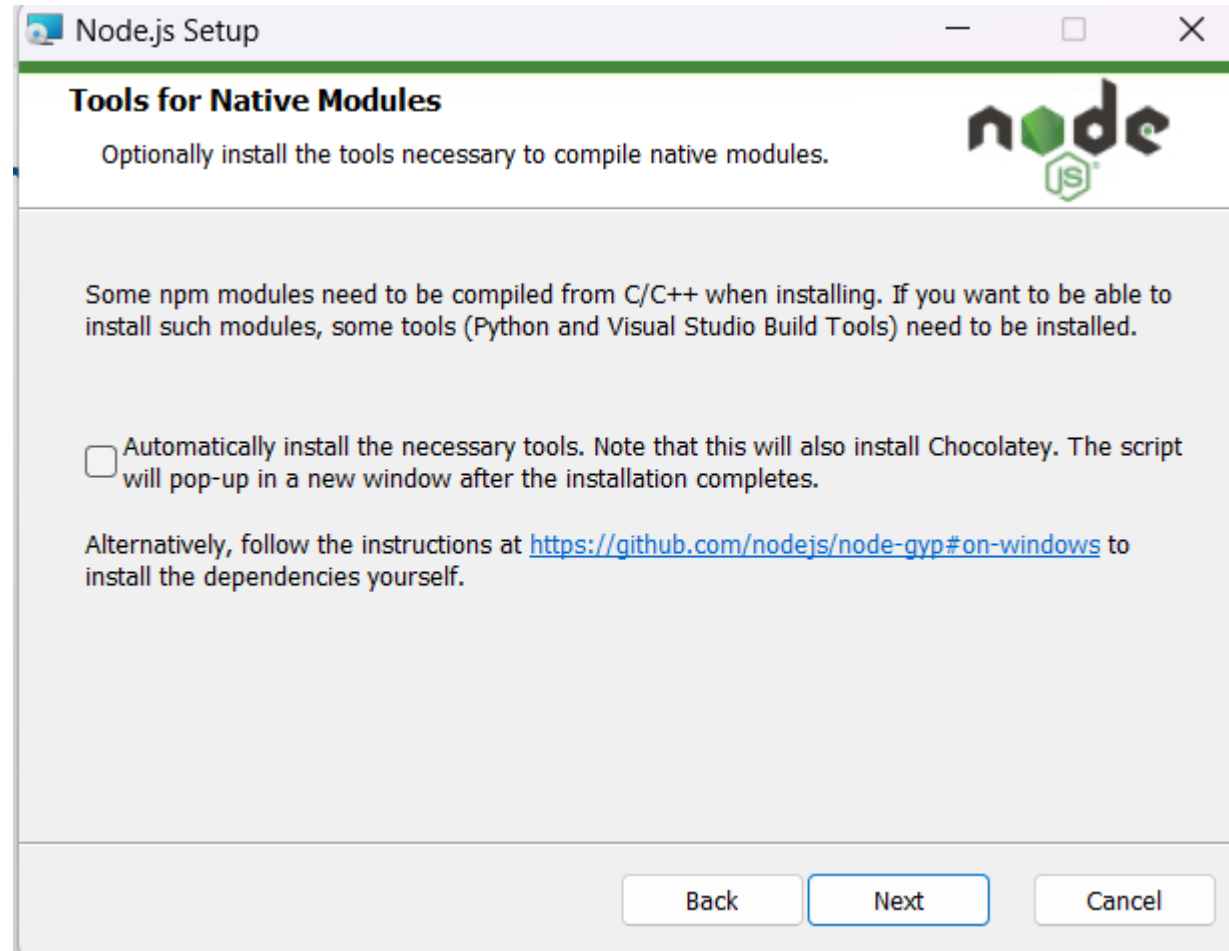 Node.js Setup
Tools for Native Modules
Optionally install the tools necessary to compile native modules.
node
JS
Some npm modules need to be compiled from C/C++ when installing. If you want to be able to
install such modules, some tools (Python and Visual Studio Build Tools) need to be installed.
Automatically install the necessary tools. Note that this will also install Chocolatey. The script
will pop-up in a new window after the installation completes.
Alternatively, follow the instructions at https://github.com/nodejs/node-gyp#on-windows to
install the dependencies yourself.
Back
Next
Cancel